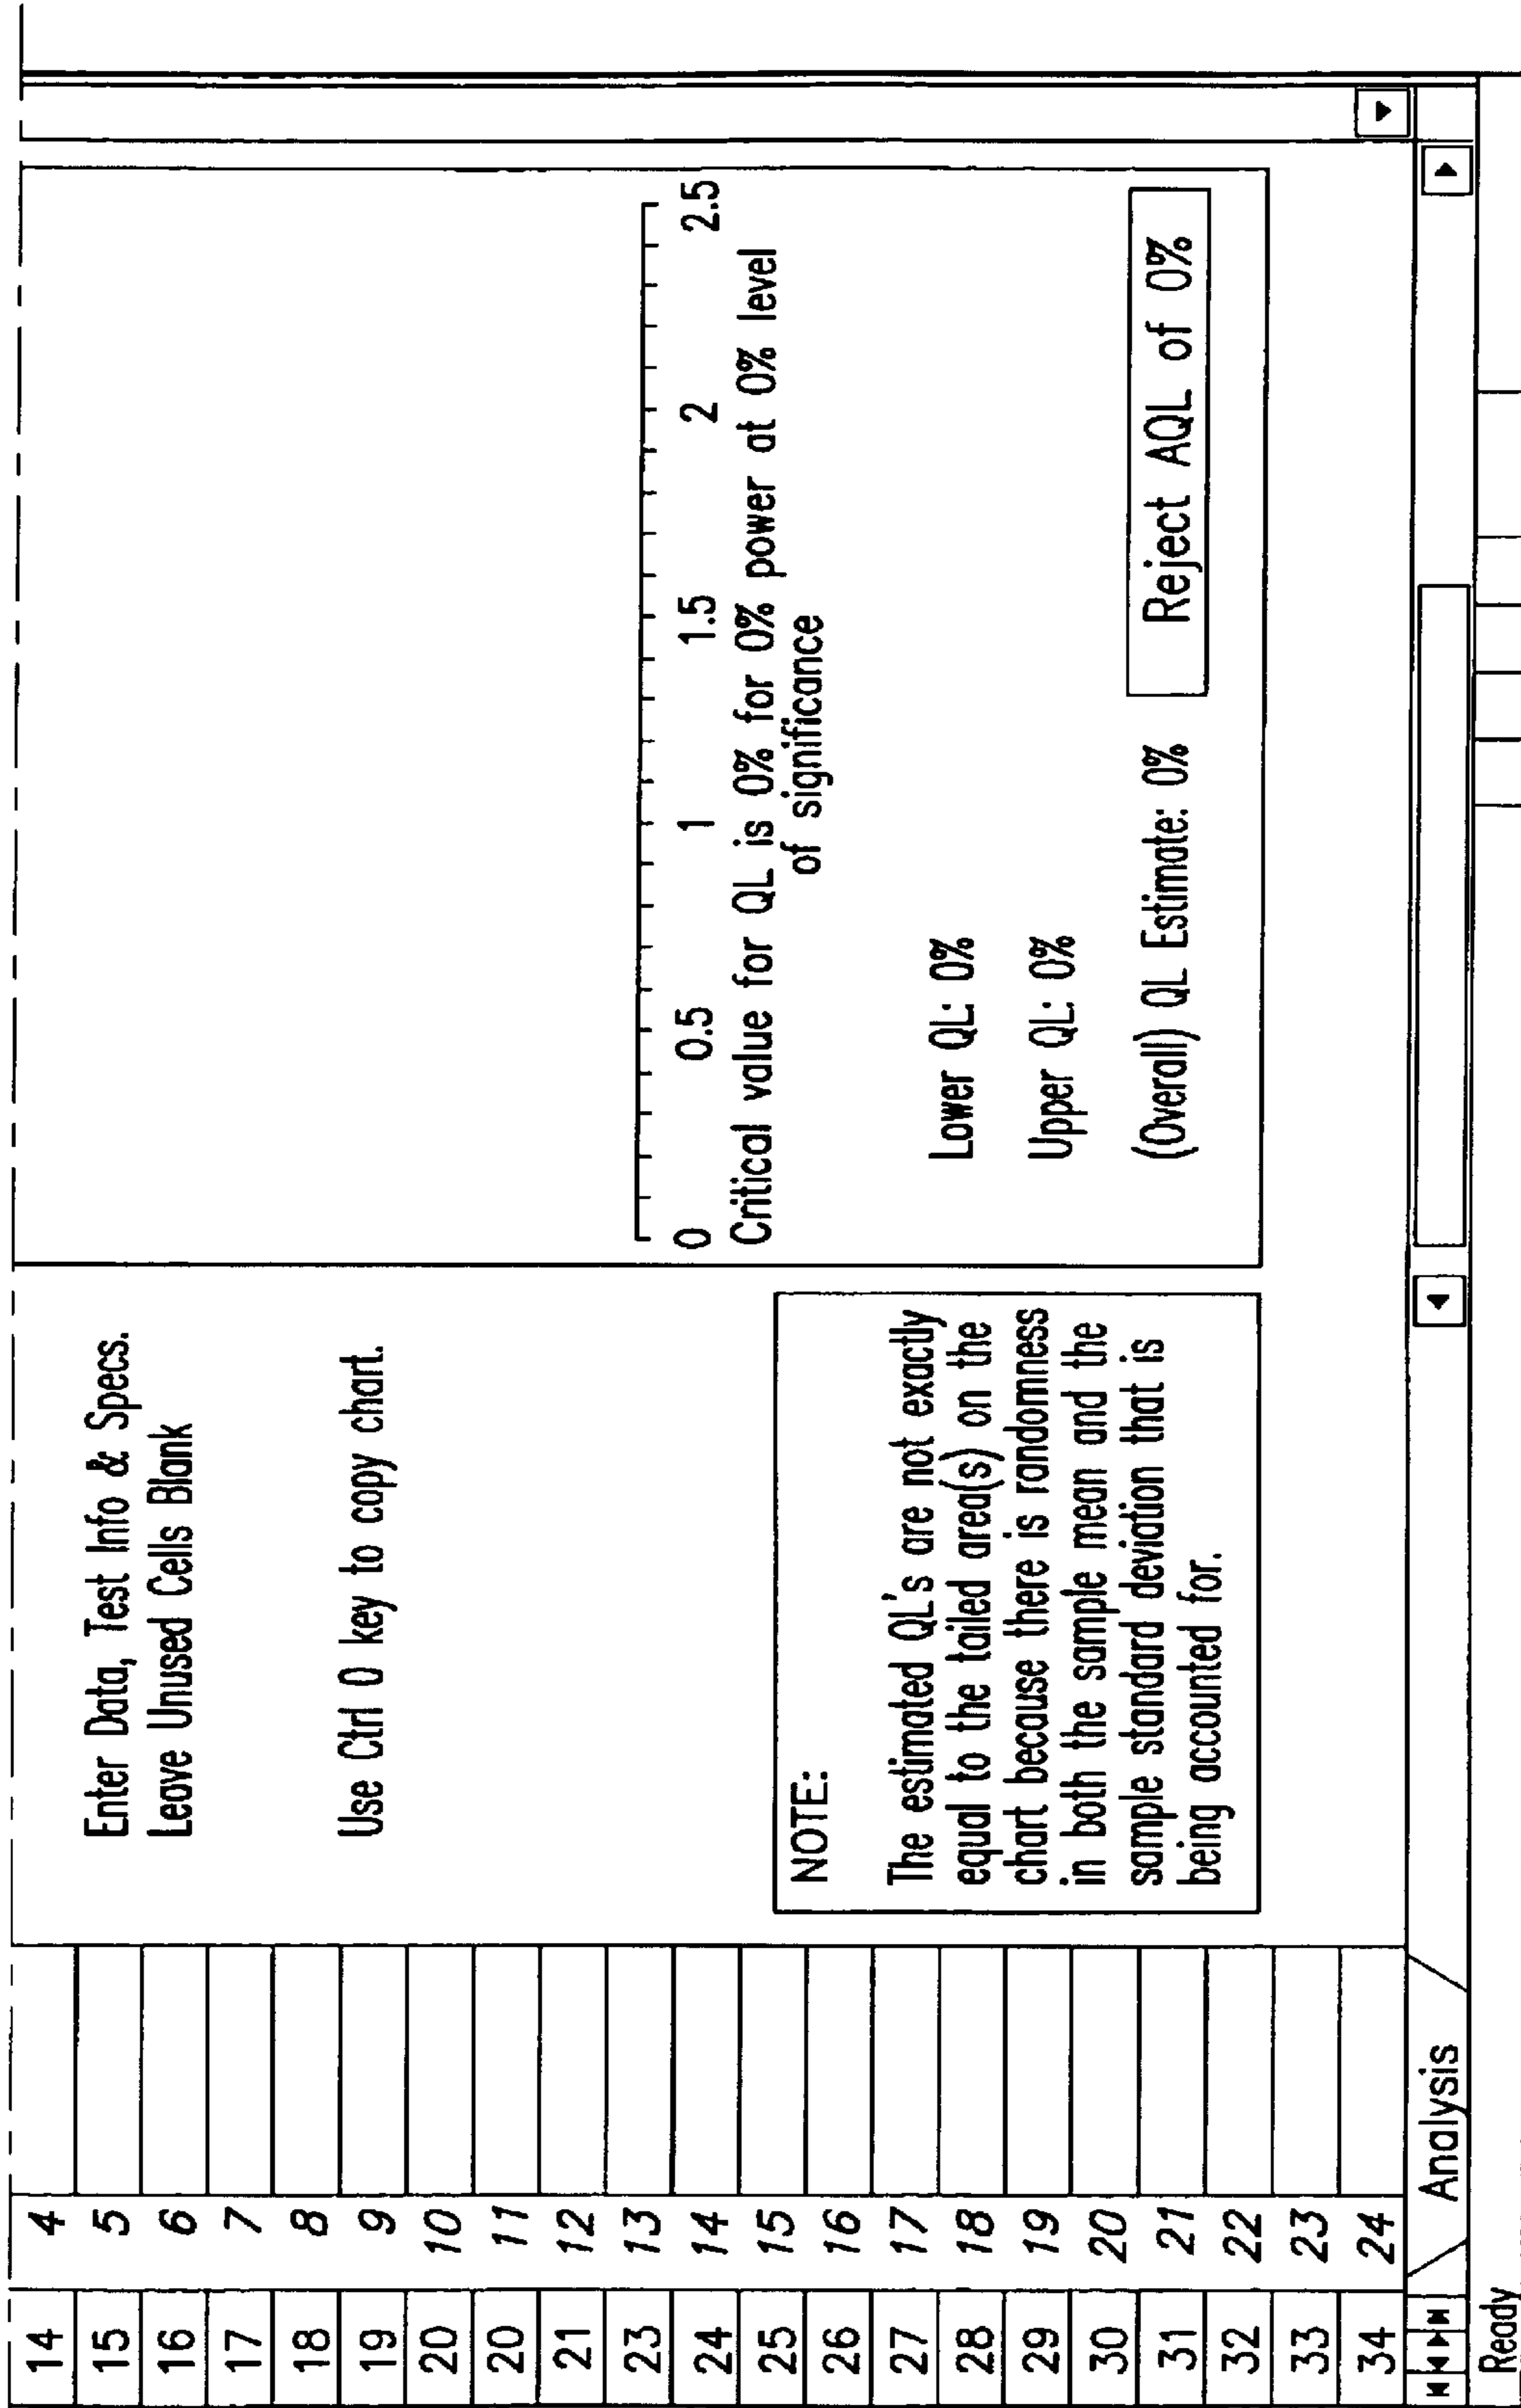 14 4
15 5
16 6
17 7
18 8
19 9
20 10
20 11
21 12
23 13
24 14
25 15
26 16
27 17
28 18
29 19
30 20
31 21
32 22
33 23
34 24
Enter Data, Test Info & Specs.
Leave Unused Cells Blank
Use Ctrl O key to copy chart.
NOTE:
The estimated QL's are not exactly
equal to the tailed area(s) on the
chart because there is randomness
in both the sample mean and the
sample standard deviation that is
being accounted for.
0 0.5 1 1.5 2 2.5
Critical value for QL is 0% for 0% power at 0% level
of significance
Lower QL: 0%
Upper QL: 0%
(Overall) QL Estimate: 0% Reject AQL of 0%
Analysis
Ready